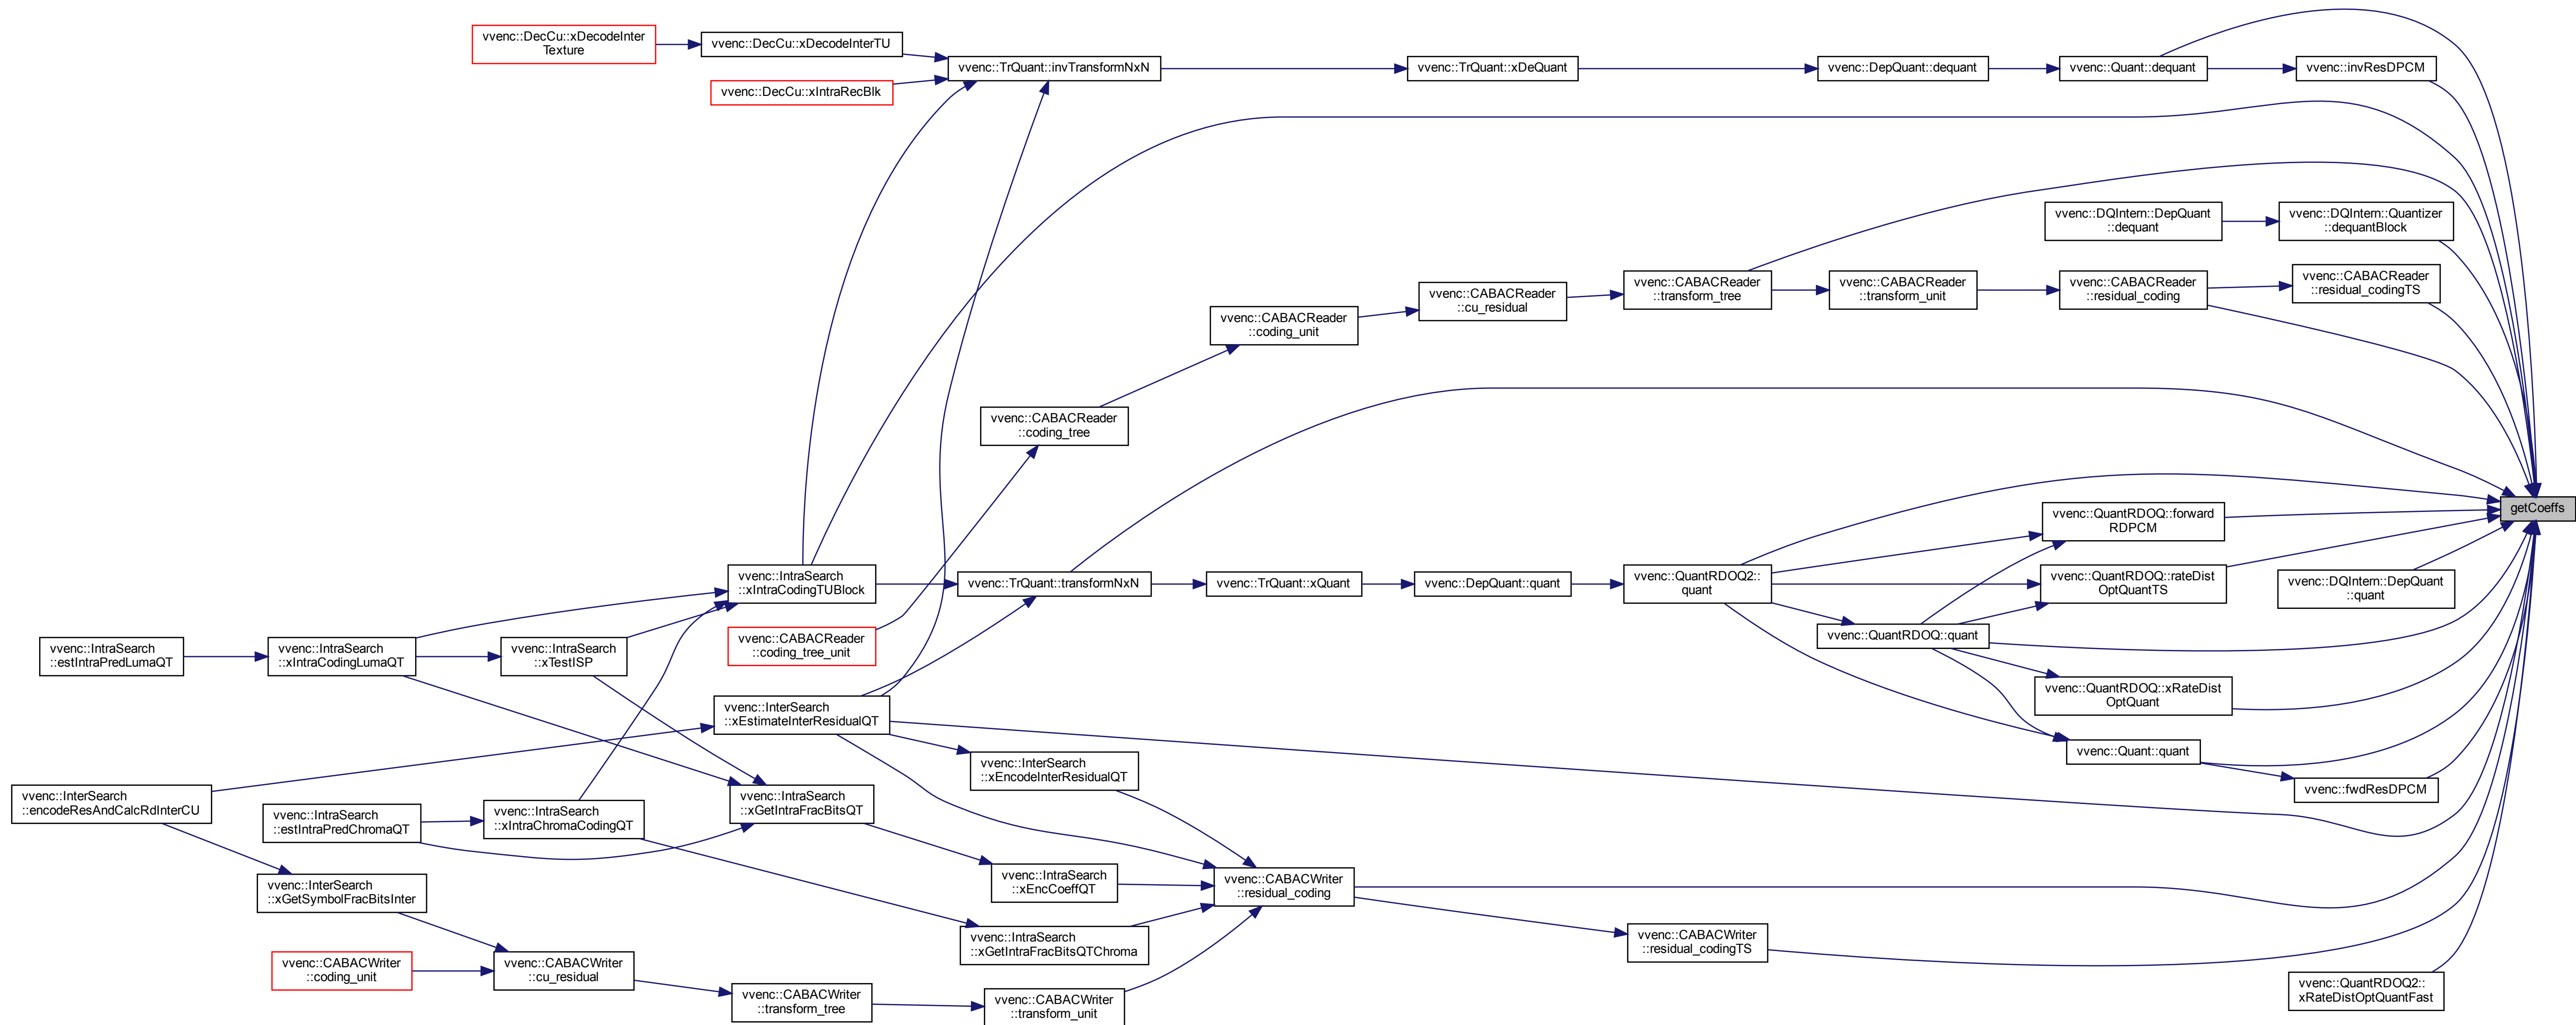 vvenc::DecCu::xDecodeInter
Texture
vvenc::DecCu::xDecodeInterTU
vvenc::DecCu::xIntraRecBlk
vvenc::TrQuant::invTransformNxN
vvenc::TrQuant::xDeQuant
vvenc::DepQuant::dequant
vvenc::Quant::dequant
vvenc::invResDPCM
vvenc::DQIntern::DepQuant
::dequant
vvenc::DQIntern::Quantizer
::dequantBlock
vvenc::CABACReader
::coding_unit
vvenc::CABACReader
::cu_residual
vvenc::CABACReader
::transform_tree
vvenc::CABACReader
::transform_unit
vvenc::CABACReader
::residual_coding
vvenc::CABACReader
::residual_codingTS
vvenc::CABACReader
::coding_tree
getCoeffs
vvenc::QuantRDOQ::forward
RDPCM
vvenc::IntraSearch
::xIntraCodingTUBlock
vvenc::TrQuant::transformNxN
vvenc::TrQuant::xQuant
vvenc::DepQuant::quant
vvenc::QuantRDOQ2::
quant
vvenc::QuantRDOQ::rateDist
OptQuantTS
vvenc::DQIntern::DepQuant
::quant
vvenc::QuantRDOQ::quant
vvenc::IntraSearch
::estIntraPredLumaQT
vvenc::IntraSearch
::xIntraCodingLumaQT
vvenc::IntraSearch
::xTestISP
vvenc::CABACReader
::coding_tree_unit
vvenc::QuantRDOQ::xRateDist
OptQuant
vvenc::InterSearch
::xEstimateInterResidualQT
vvenc::Quant::quant
vvenc::InterSearch
::xEncodeInterResidualQT
vvenc::fwdResDPCM
vvenc::InterSearch
::encodeResAndCalcRdInterCU
vvenc::IntraSearch
::estIntraPredChromaQT
vvenc::IntraSearch
::xIntraChromaCodingQT
vvenc::IntraSearch
::xGetIntraFracBitsQT
vvenc::InterSearch
::xGetSymbolFracBitsInter
vvenc::IntraSearch
::xEncCoeffQT
vvenc::CABACWriter
::residual_coding
vvenc::IntraSearch
::xGetIntraFracBitsQTChroma
vvenc::CABACWriter
::residual_codingTS
vvenc::CABACWriter
::coding_unit
vvenc::CABACWriter
::cu_residual
vvenc::CABACWriter
::transform_tree
vvenc::CABACWriter
::transform_unit
vvenc::QuantRDOQ2::
xRateDistOptQuantFast